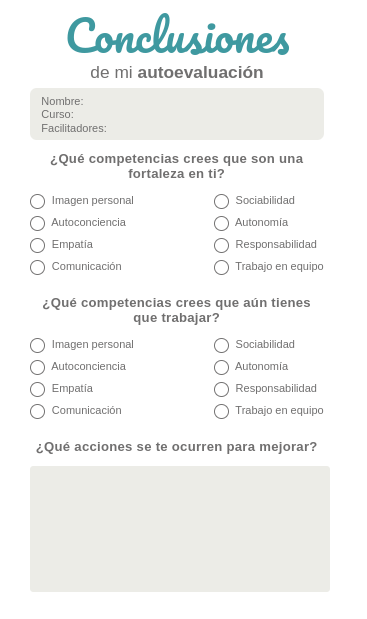 Conclusiones
de mi autoevaluación
Nombre:
Curso:
Facilitadores:
¿Qué competencias crees que son una
fortaleza en ti?
Imagen personal
Sociabilidad
Autoconciencia
Autonomía
Empatía
Responsabilidad
Comunicación
Trabajo en equipo
¿Qué competencias crees que aún tienes
que trabajar?
Imagen personal
Sociabilidad
Autoconciencia
Autonomía
Empatía
Responsabilidad
Comunicación
Trabajo en equipo
¿Qué acciones se te ocurren para mejorar?